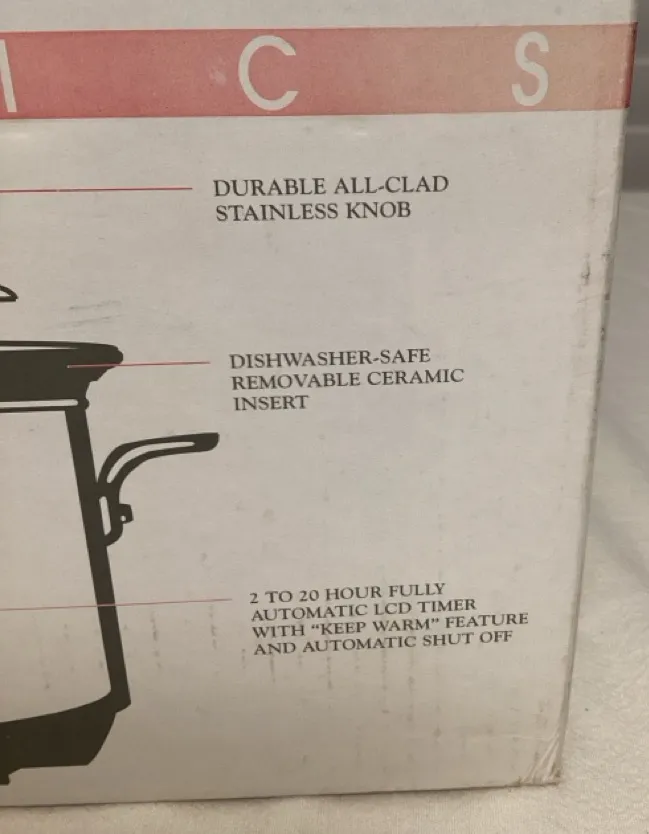 I C S
DURABLE ALL-CLAD
STAINLESS KNOB
DISHWASHER-SAFE
REMOVABLE CERAMIC
INSERT
2 TO 20 HOUR FULLY
AUTOMATIC LCD TIMER
WITH “KEEP WARM” FEATURE
AND AUTOMATIC SHUT OFF